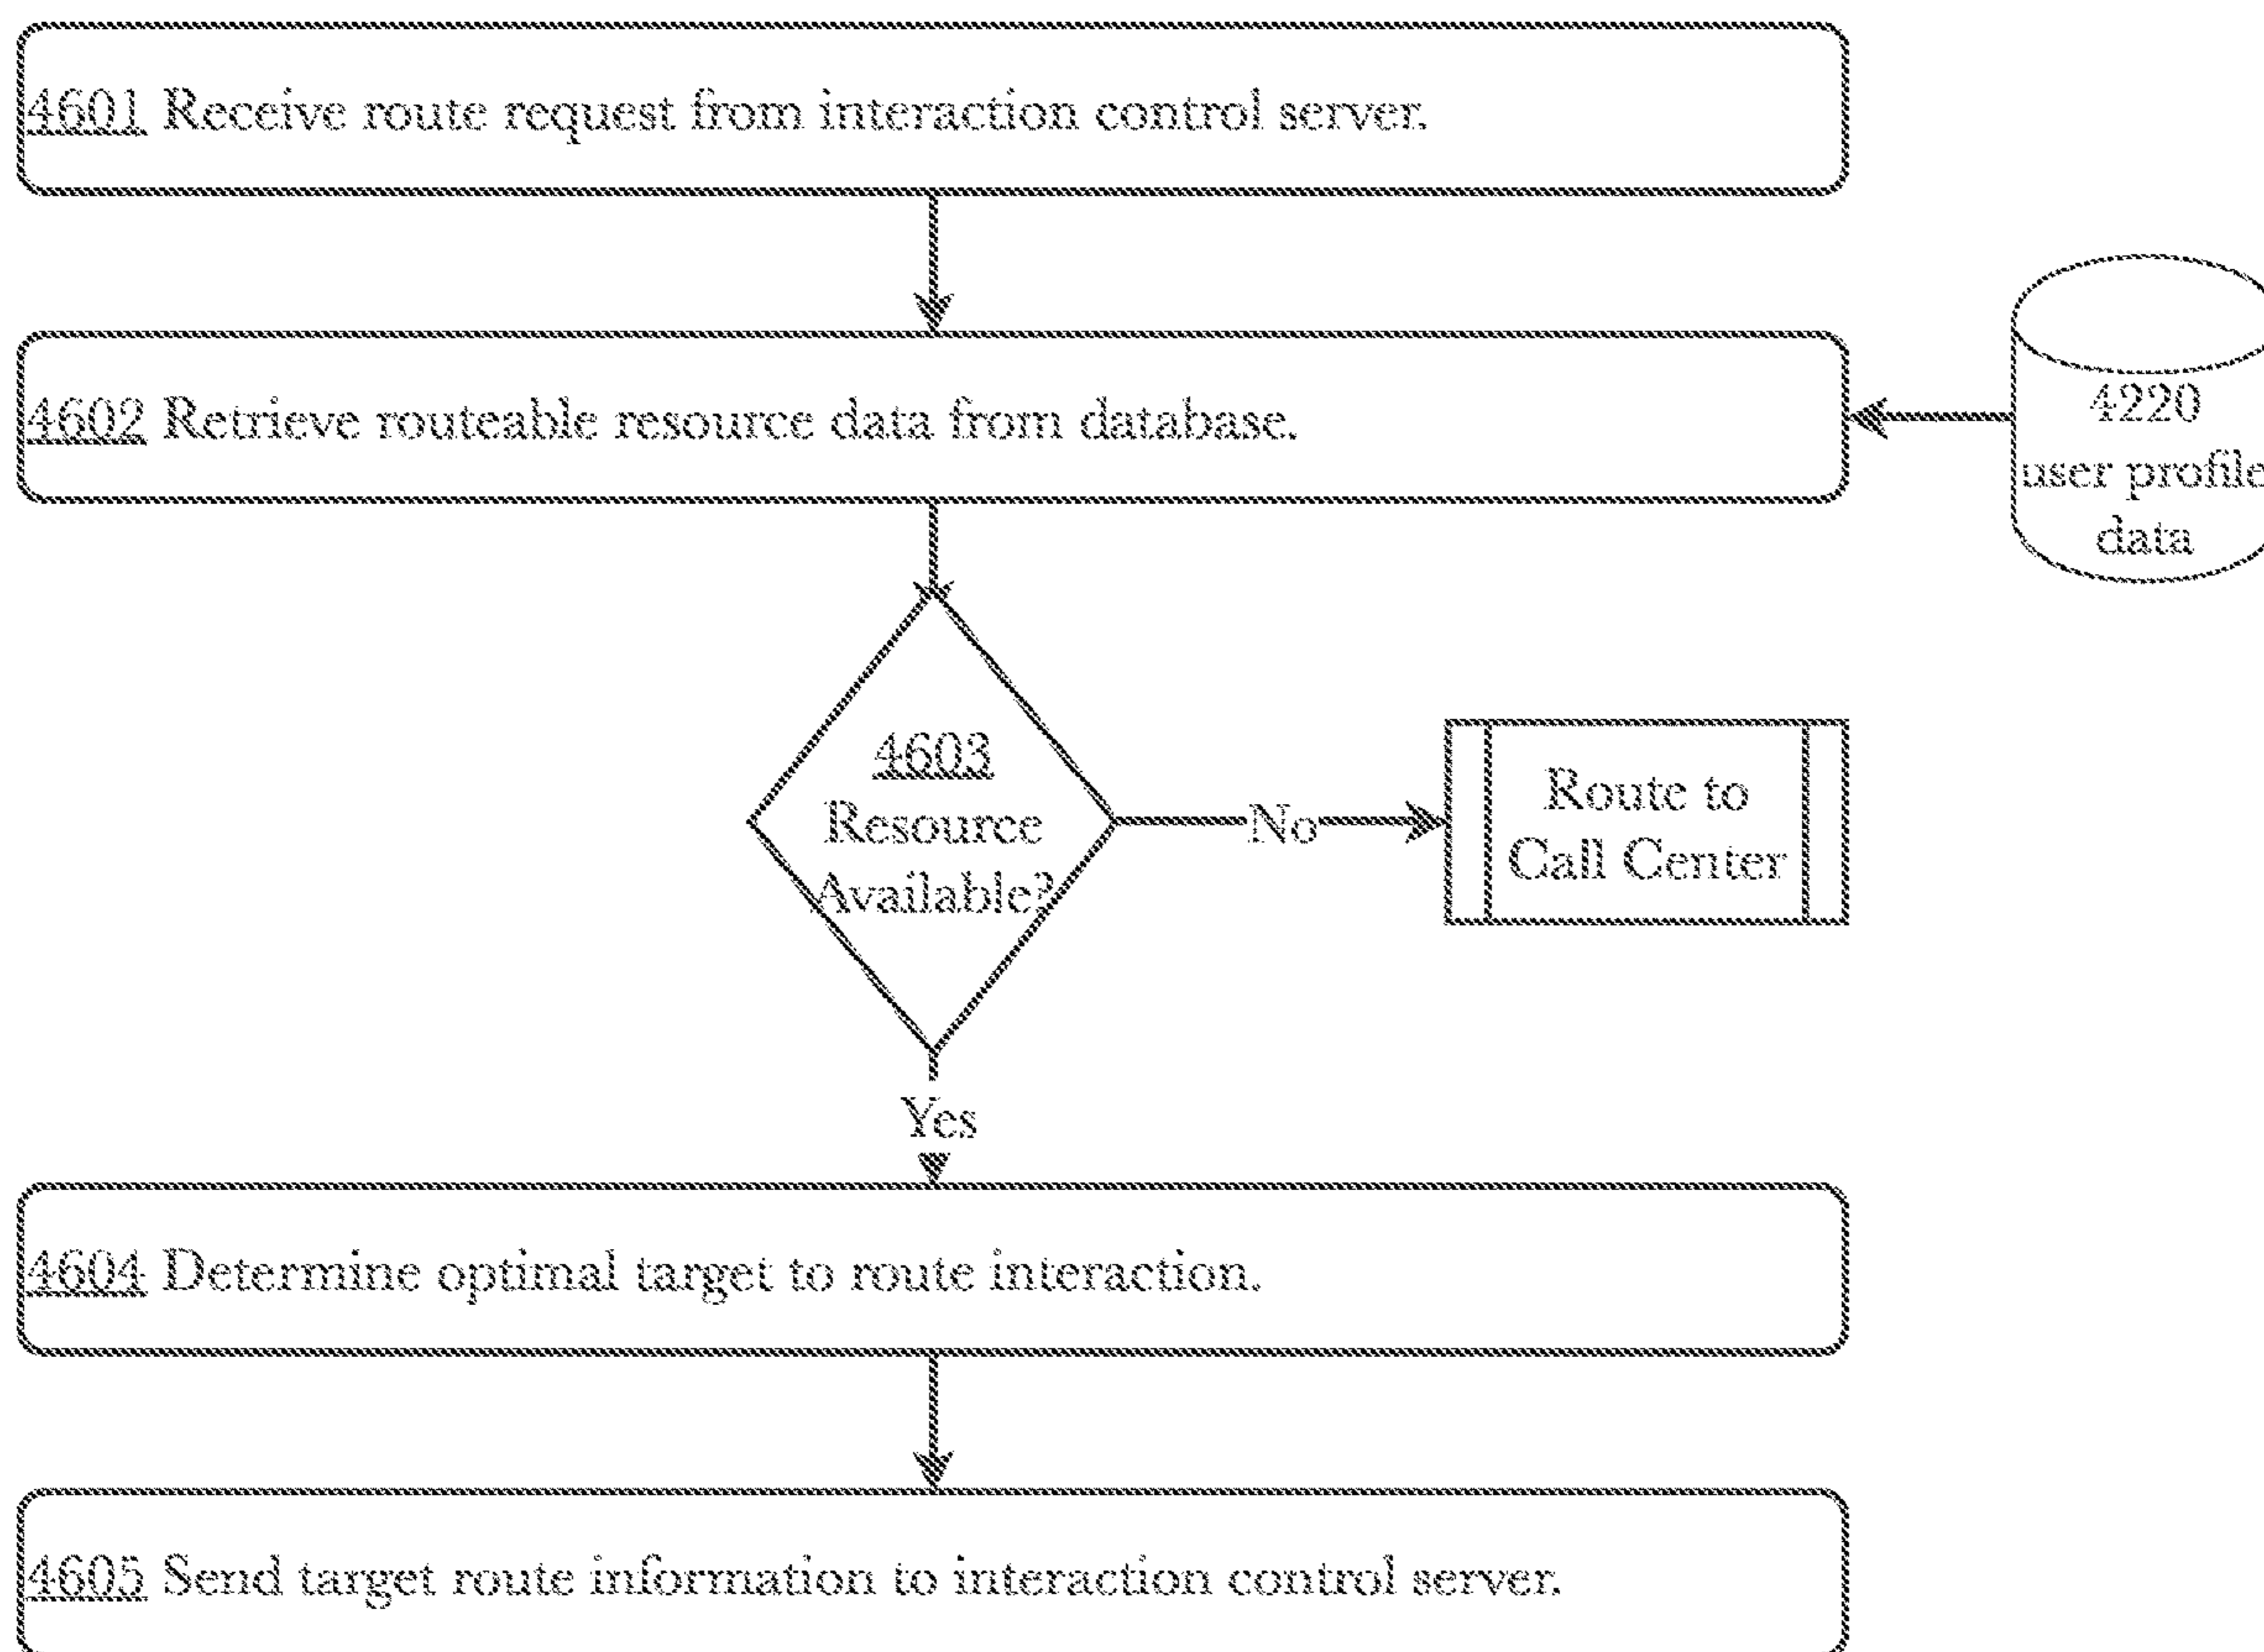 4601 Receive route request from interaction control server.
4602 Retrieve routeable resource data from database.
4220
user profile
data
4603
Resource
Available?
No
Route to
Call Center
Yes
4604 Determine optimal target to route interaction.
4605 Send target route information to interaction control server.